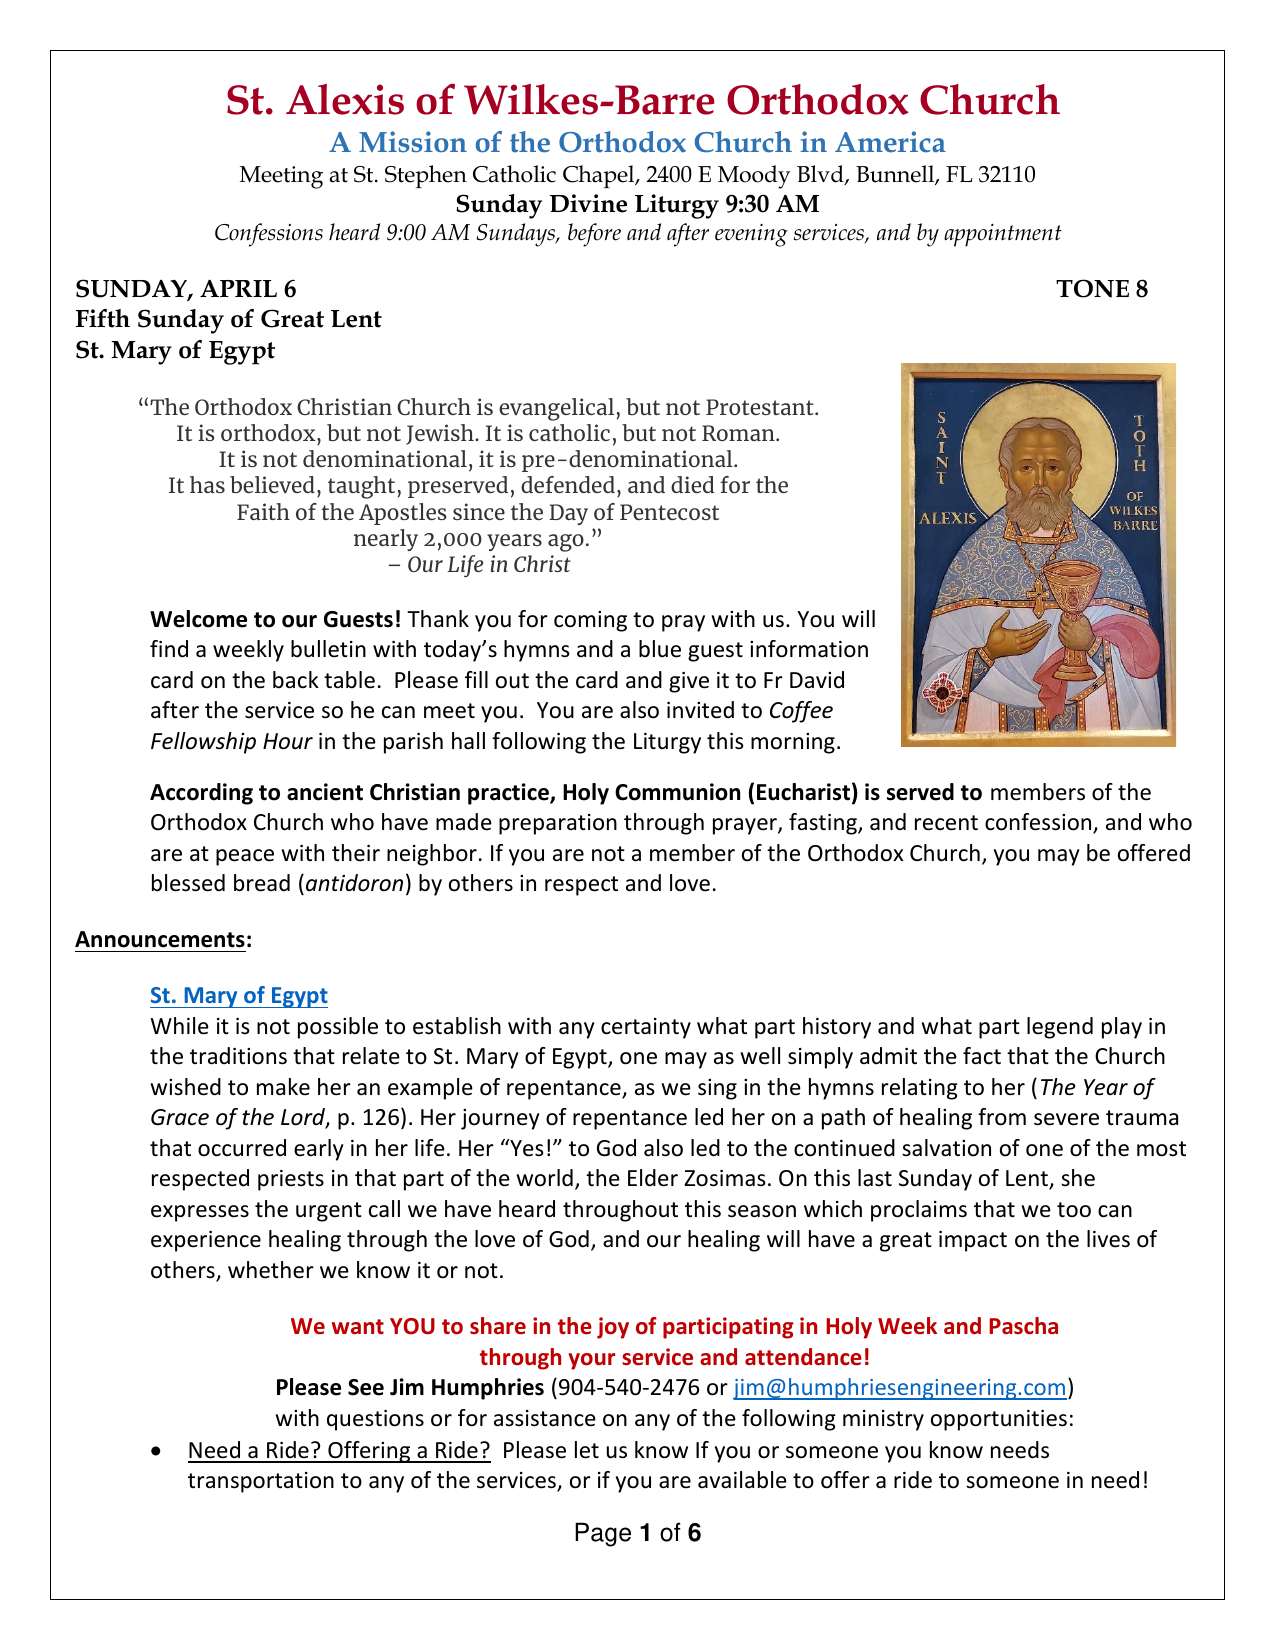 St. Alexis of Wilkes-Barre Orthodox Church
A Mission of the Orthodox Church in America
Meeting at St. Stephen Catholic Chapel, 2400 E Moody Blvd, Bunnell, FL 32110
Sunday Divine Liturgy 9:30 AM
Confessions heard 9:00 AM Sundays, before and after evening services, and by appointment
SUNDAY, APRIL 6 TONE 8
Fifth Sunday of Great Lent
St. Mary of Egypt
“The Orthodox Christian Church is evangelical, but not Protestant.
It is orthodox, but not Jewish. It is catholic, but not Roman.
It is not denominational, it is pre-denominational.
It has believed, taught, preserved, defended, and died for the
Faith of the Apostles since the Day of Pentecost
nearly 2,000 years ago.”
– Our Life in Christ
SAINT
ALEXIS
TOTH
OF
WILKES
BARRE
Welcome to our Guests! Thank you for coming to pray with us. You will
find a weekly bulletin with today’s hymns and a blue guest information
card on the back table. Please fill out the card and give it to Fr David
after the service so he can meet you. You are also invited to Coffee
Fellowship Hour in the parish hall following the Liturgy this morning.
According to ancient Christian practice, Holy Communion (Eucharist) is served to members of the
Orthodox Church who have made preparation through prayer, fasting, and recent confession, and who
are at peace with their neighbor. If you are not a member of the Orthodox Church, you may be offered
blessed bread (antidoron) by others in respect and love.
Announcements:
St. Mary of Egypt
While it is not possible to establish with any certainty what part history and what part legend play in
the traditions that relate to St. Mary of Egypt, one may as well simply admit the fact that the Church
wished to make her an example of repentance, as we sing in the hymns relating to her (The Year of
Grace of the Lord, p. 126). Her journey of repentance led her on a path of healing from severe trauma
that occurred early in her life. Her “Yes!” to God also led to the continued salvation of one of the most
respected priests in that part of the world, the Elder Zosimas. On this last Sunday of Lent, she
expresses the urgent call we have heard throughout this season which proclaims that we too can
experience healing through the love of God, and our healing will have a great impact on the lives of
others, whether we know it or not.
We want YOU to share in the joy of participating in Holy Week and Pascha
through your service and attendance!
Please See Jim Humphries (904-540-2476 or jim@humphriesengineering.com)
with questions or for assistance on any of the following ministry opportunities:
• Need a Ride? Offering a Ride? Please let us know If you or someone you know needs
transportation to any of the services, or if you are available to offer a ride to someone in need!
Page 1 of 6